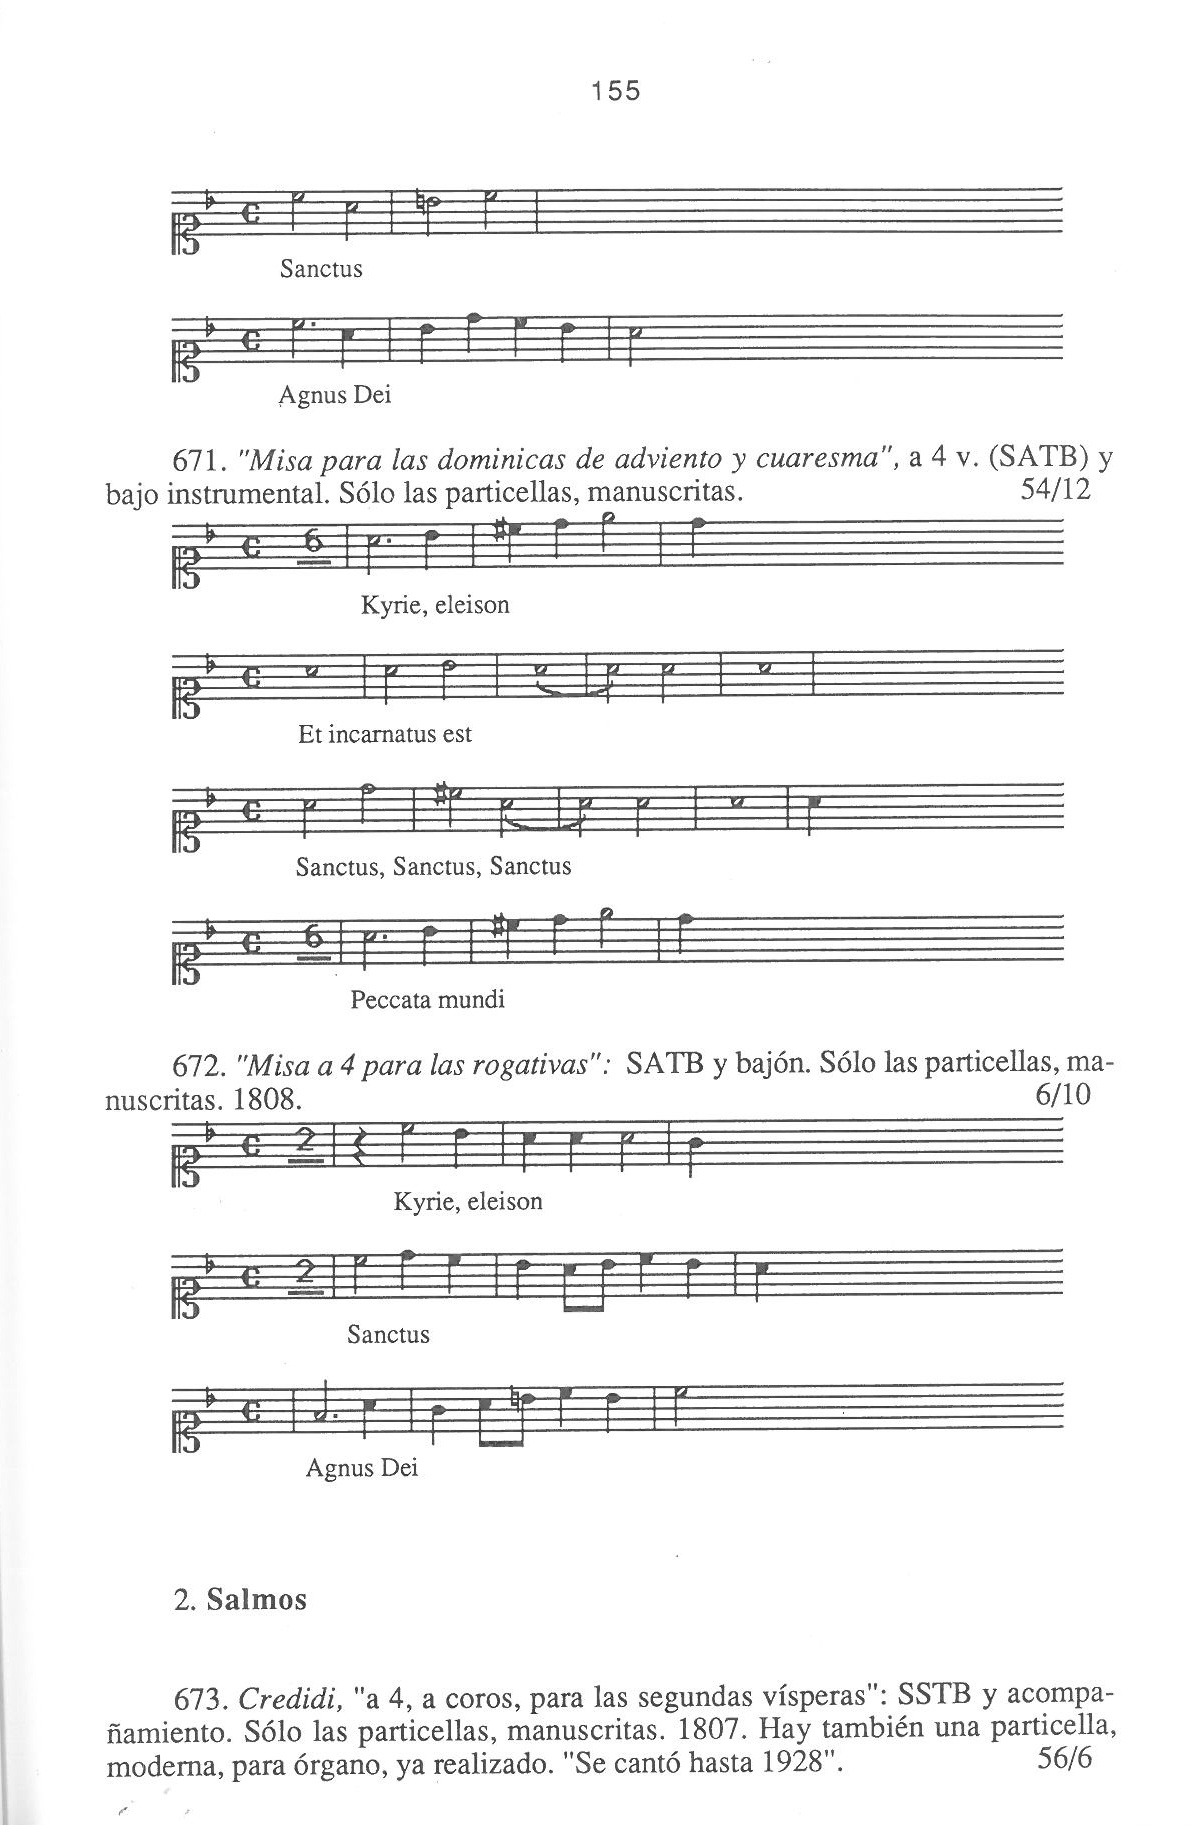 155
Sanctus
Agnus Dei
671. "Misa para las dominicas de adviento y cuaresma", a 4 v. (SATB) y
bajo instrumental. Sólo las particellas, manuscritas. 54/12
6
Kyrie, eleison
Et incarnatus est
Sanctus, Sanctus, Sanctus
6
Peccata mundi
672. "Misa a 4 para las rogativas": SATB y bajón. Sólo las particellas, ma-
nuscritas. 1808. 6/10
2
Kyrie, eleison
2
Sanctus
Agnus Dei
2. Salmos
673. Credidi, "a 4, a coros, para las segundas vísperas": SSTB y acompa-
ñamiento. Sólo las particellas, manuscritas. 1807. Hay también una particella,
moderna, para órgano, ya realizado. "Se cantó hasta 1928". 56/6